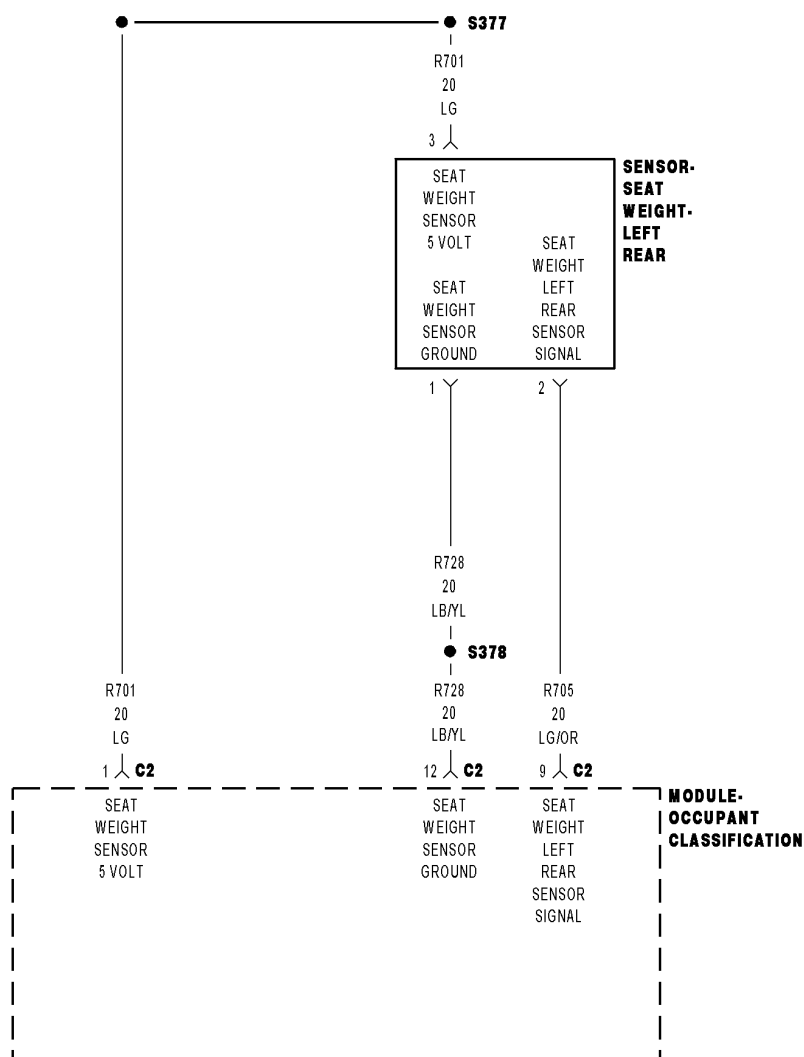 S377
R701
20
LG
3
SENSOR-
SEAT
WEIGHT-
LEFT
REAR
SEAT
WEIGHT
SENSOR
5 VOLT
SEAT
WEIGHT
SENSOR
GROUND
SEAT
WEIGHT
LEFT
REAR
SENSOR
SIGNAL
1
2
R728
20
LB/YL
S378
R701
20
LG
R728
20
LB/YL
R705
20
LG/OR
1 C2
12 C2
9 C2
MODULE-
OCCUPANT
CLASSIFICATION
SEAT
WEIGHT
SENSOR
5 VOLT
SEAT
WEIGHT
SENSOR
GROUND
SEAT
WEIGHT
LEFT
REAR
SENSOR
SIGNAL